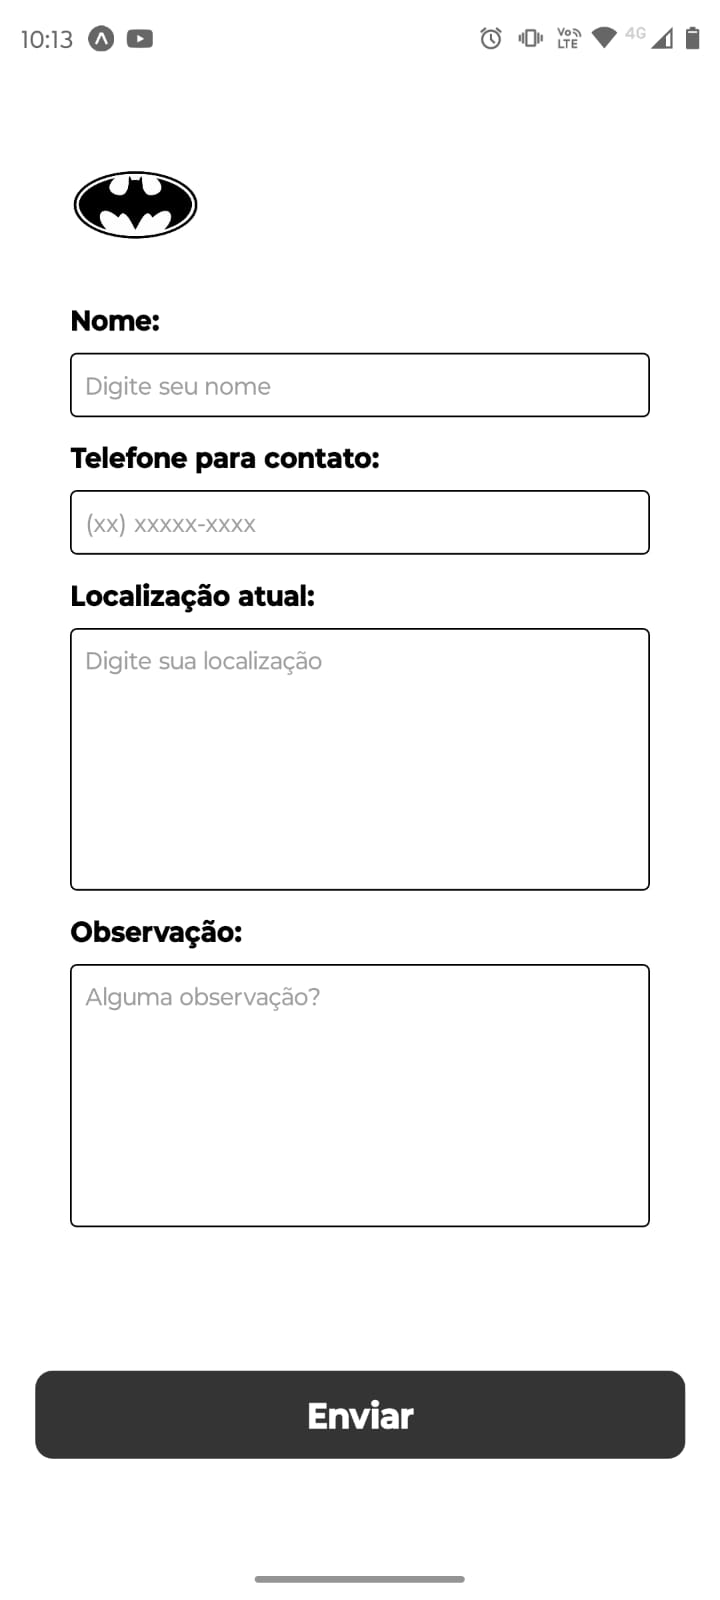 10:13 Vo LTE 4G
Nome:
Digite seu nome
Telefone para contato:
(xx) xxxxx-xxxx
Localização atual:
Digite sua localização
Observação:
Alguma observação?
Enviar